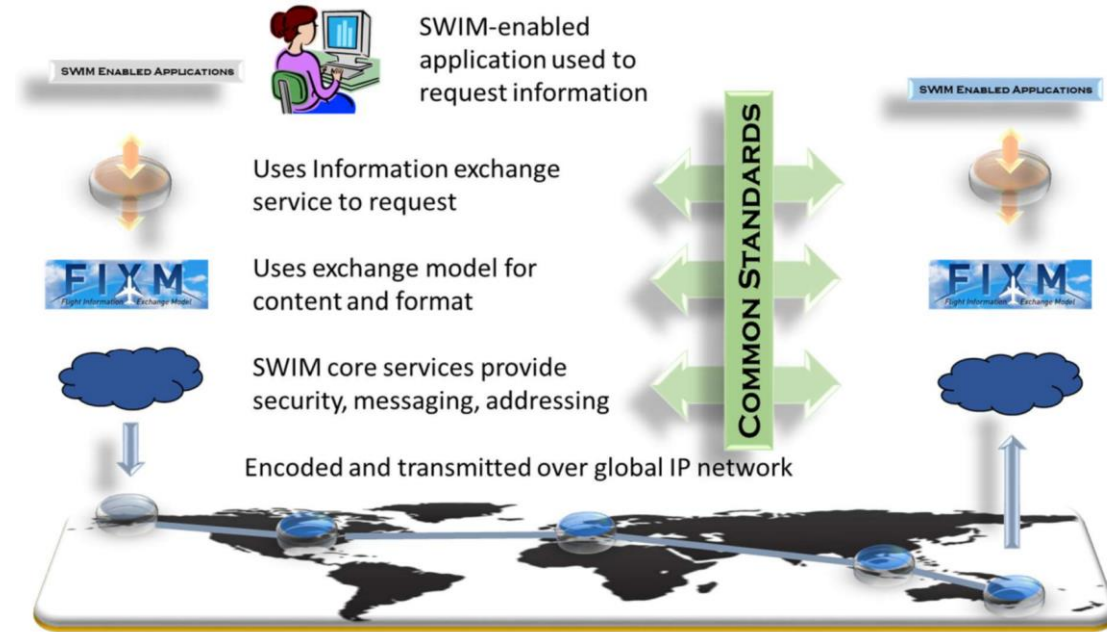 SWIM-enabled
application used to
request information
SWIM ENABLED APPLICATIONS
SWIM ENABLED APPLICATIONS
Uses Information exchange
service to request
COMMON STANDARDS
FIXM
Flight Information Exchange Model
Uses exchange model for
content and format
FIXM
Flight Information Exchange Model
SWIM core services provide
security, messaging, addressing
Encoded and transmitted over global IP network